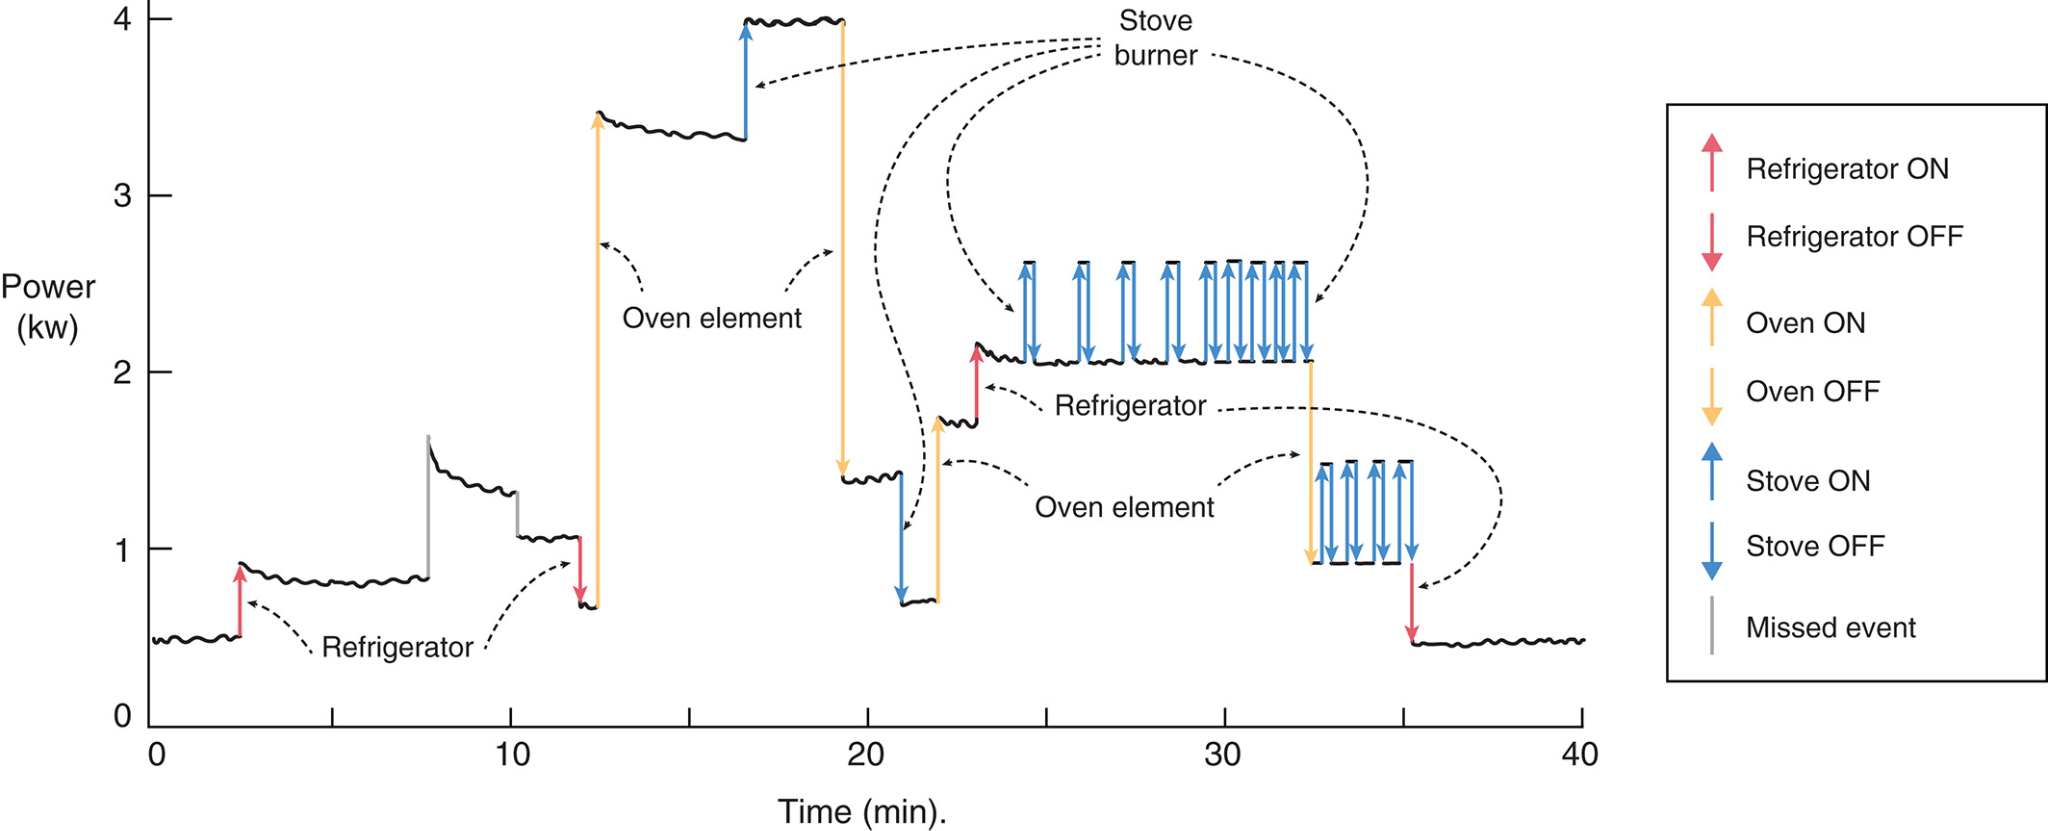 4
3
2
1
0
Power
(kw)
0
10
20
30
40
Time (min).
Stove
burner
Oven element
Refrigerator
Oven element
Refrigerator
Refrigerator ON
Refrigerator OFF
Oven ON
Oven OFF
Stove ON
Stove OFF
Missed event